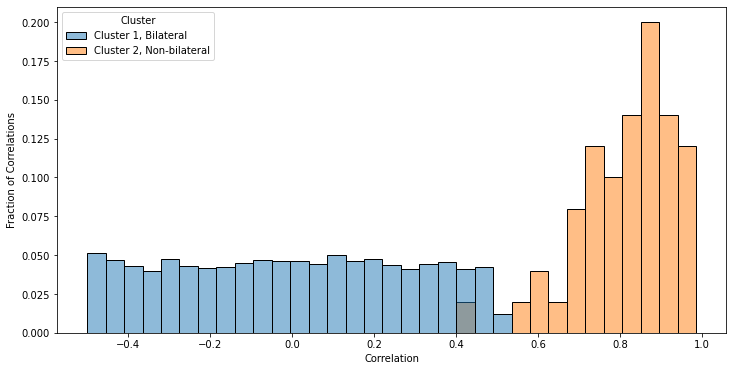 Cluster
Cluster 1, Bilateral
Cluster 2, Non-bilateral
0.200
0.175
0.150
0.125
0.100
0.075
0.050
0.025
0.000
Fraction of Correlations
−0.4 −0.2 0.0 0.2 0.4 0.6 0.8 1.0
Correlation